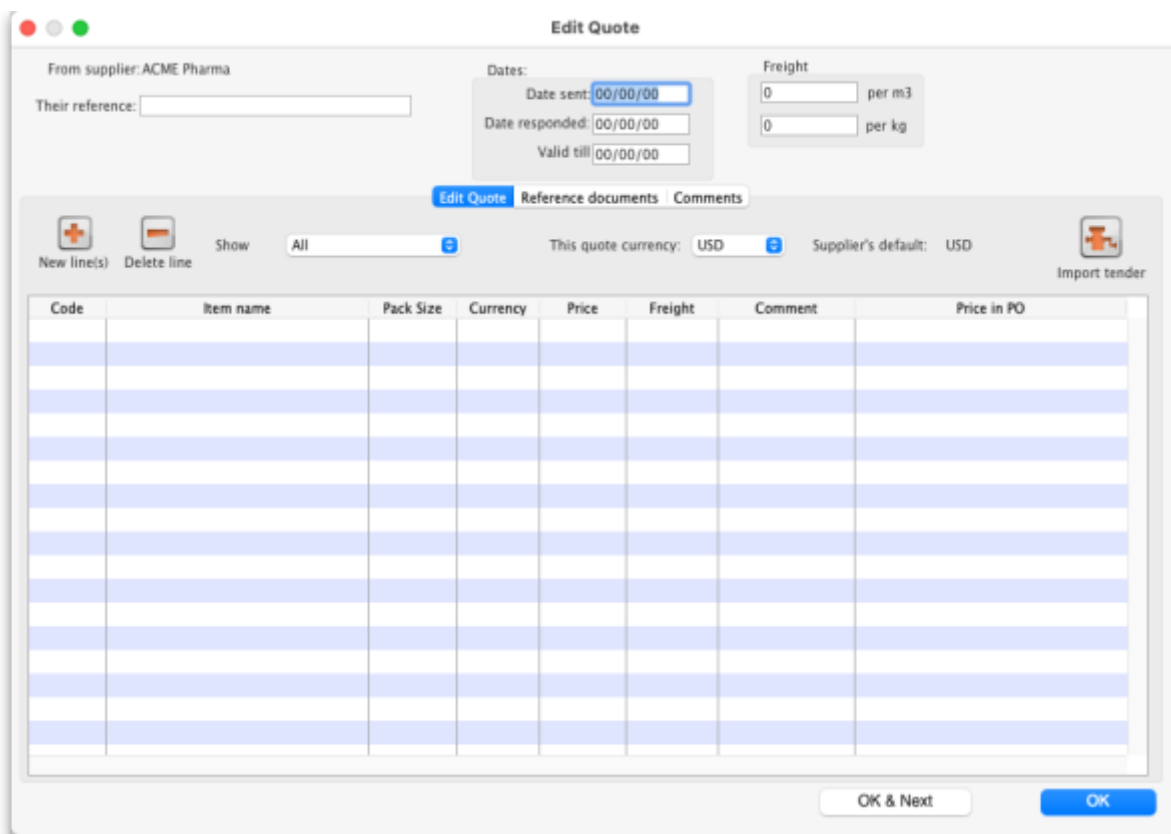 Edit Quote
From supplier: ACME Pharma
Their reference:
Dates:
Date sent: 00/00/00
Date responded: 00/00/00
Valid till 00/00/00
Freight
0 per m3
0 per kg
Edit Quote Reference documents Comments
New line(s) Delete line Show All This quote currency: USD Supplier's default: USD Import tender
Code Item name Pack Size Currency Price Freight Comment Price in PO
OK & Next OK